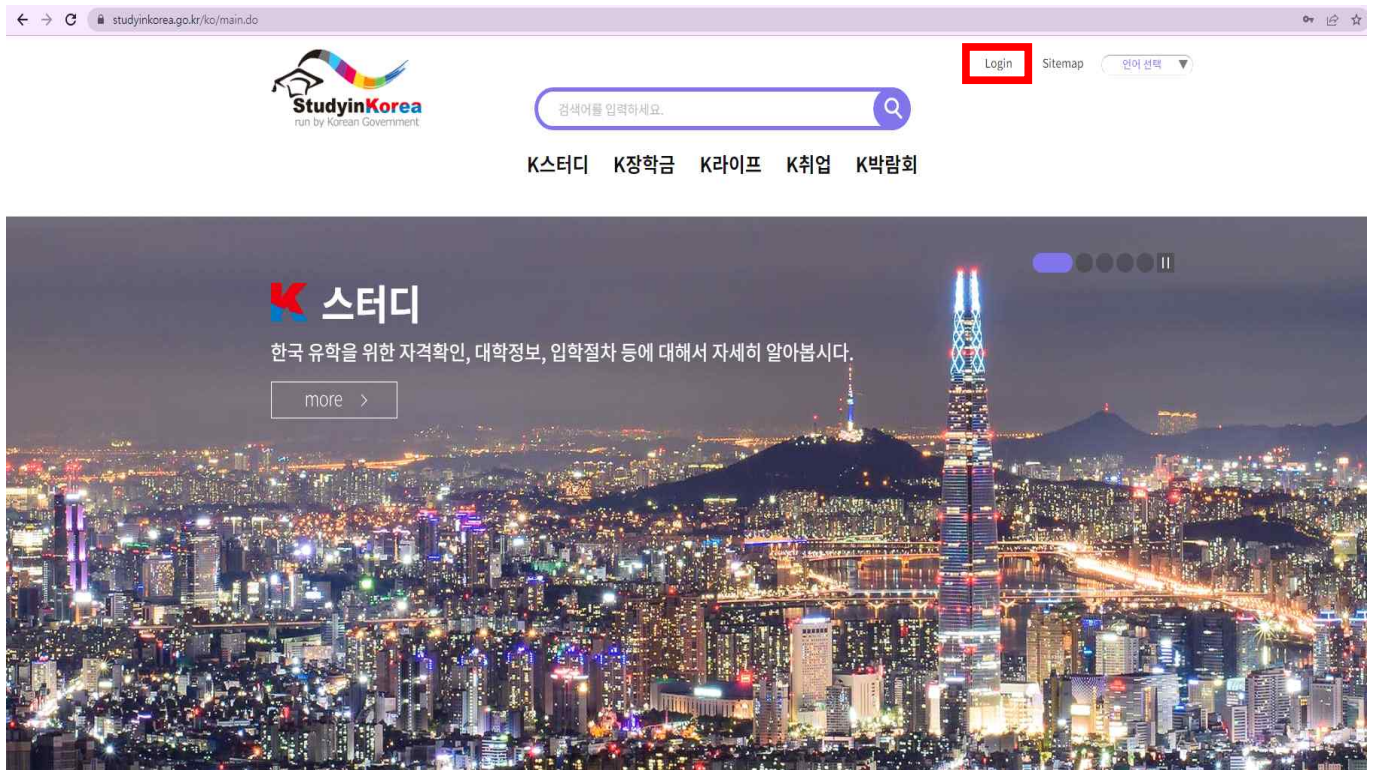 studyinkorea.go.kr/ko/main.do
Login Sitemap 언어 선택 ▼
StudyinKorea
run by Korean Government
검색어를 입력하세요.
K스터디 K장학금 K라이프 K취업 K박람회
K 스터디
한국 유학을 위한 자격확인, 대학정보, 입학절차 등에 대해서 자세히 알아봅시다.
more >